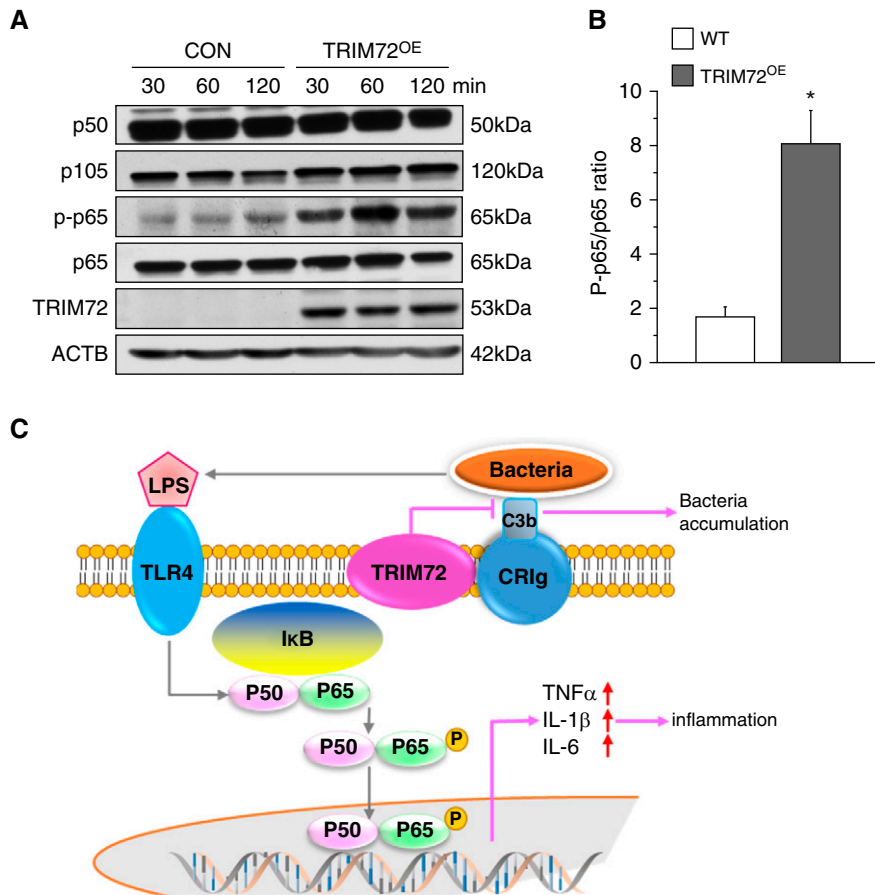 A
CON TRIM72OE
30 60 120 30 60 120 min
p50 50kDa
p105 120kDa
p-p65 65kDa
p65 65kDa
TRIM72 53kDa
ACTB 42kDa
B
WT
TRIM72OE
P-p65/p65 ratio
10
8
6
4
2
0
*
C
LPS
Bacteria
C3b
Bacteria
accumulation
TLR4
TRIM72
CRIg
IκB
P50 P65
P50 P65 P
P50 P65 P
TNFα
IL-1β
IL-6
inflammation